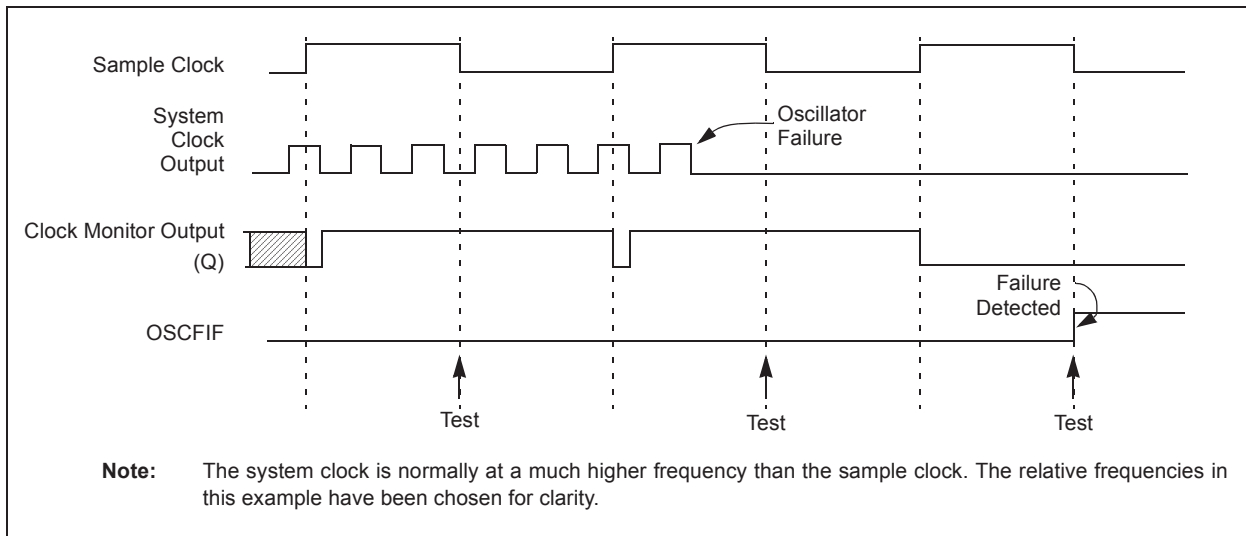 Sample Clock
System
Clock
Output
Oscillator
Failure
Clock Monitor Output
(Q)
Failure
Detected
OSCFIF
Test
Test
Test
Note: The system clock is normally at a much higher frequency than the sample clock. The relative frequencies in
this example have been chosen for clarity.